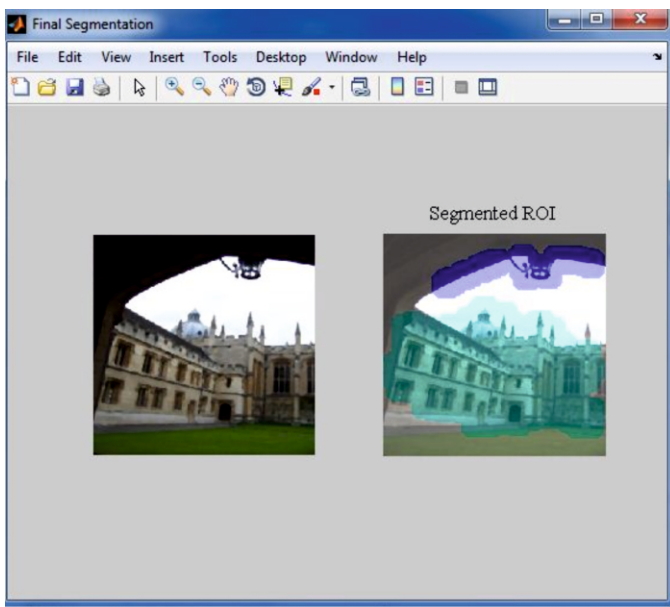 Final Segmentation
File Edit View Insert Tools Desktop Window Help
Segmented ROI